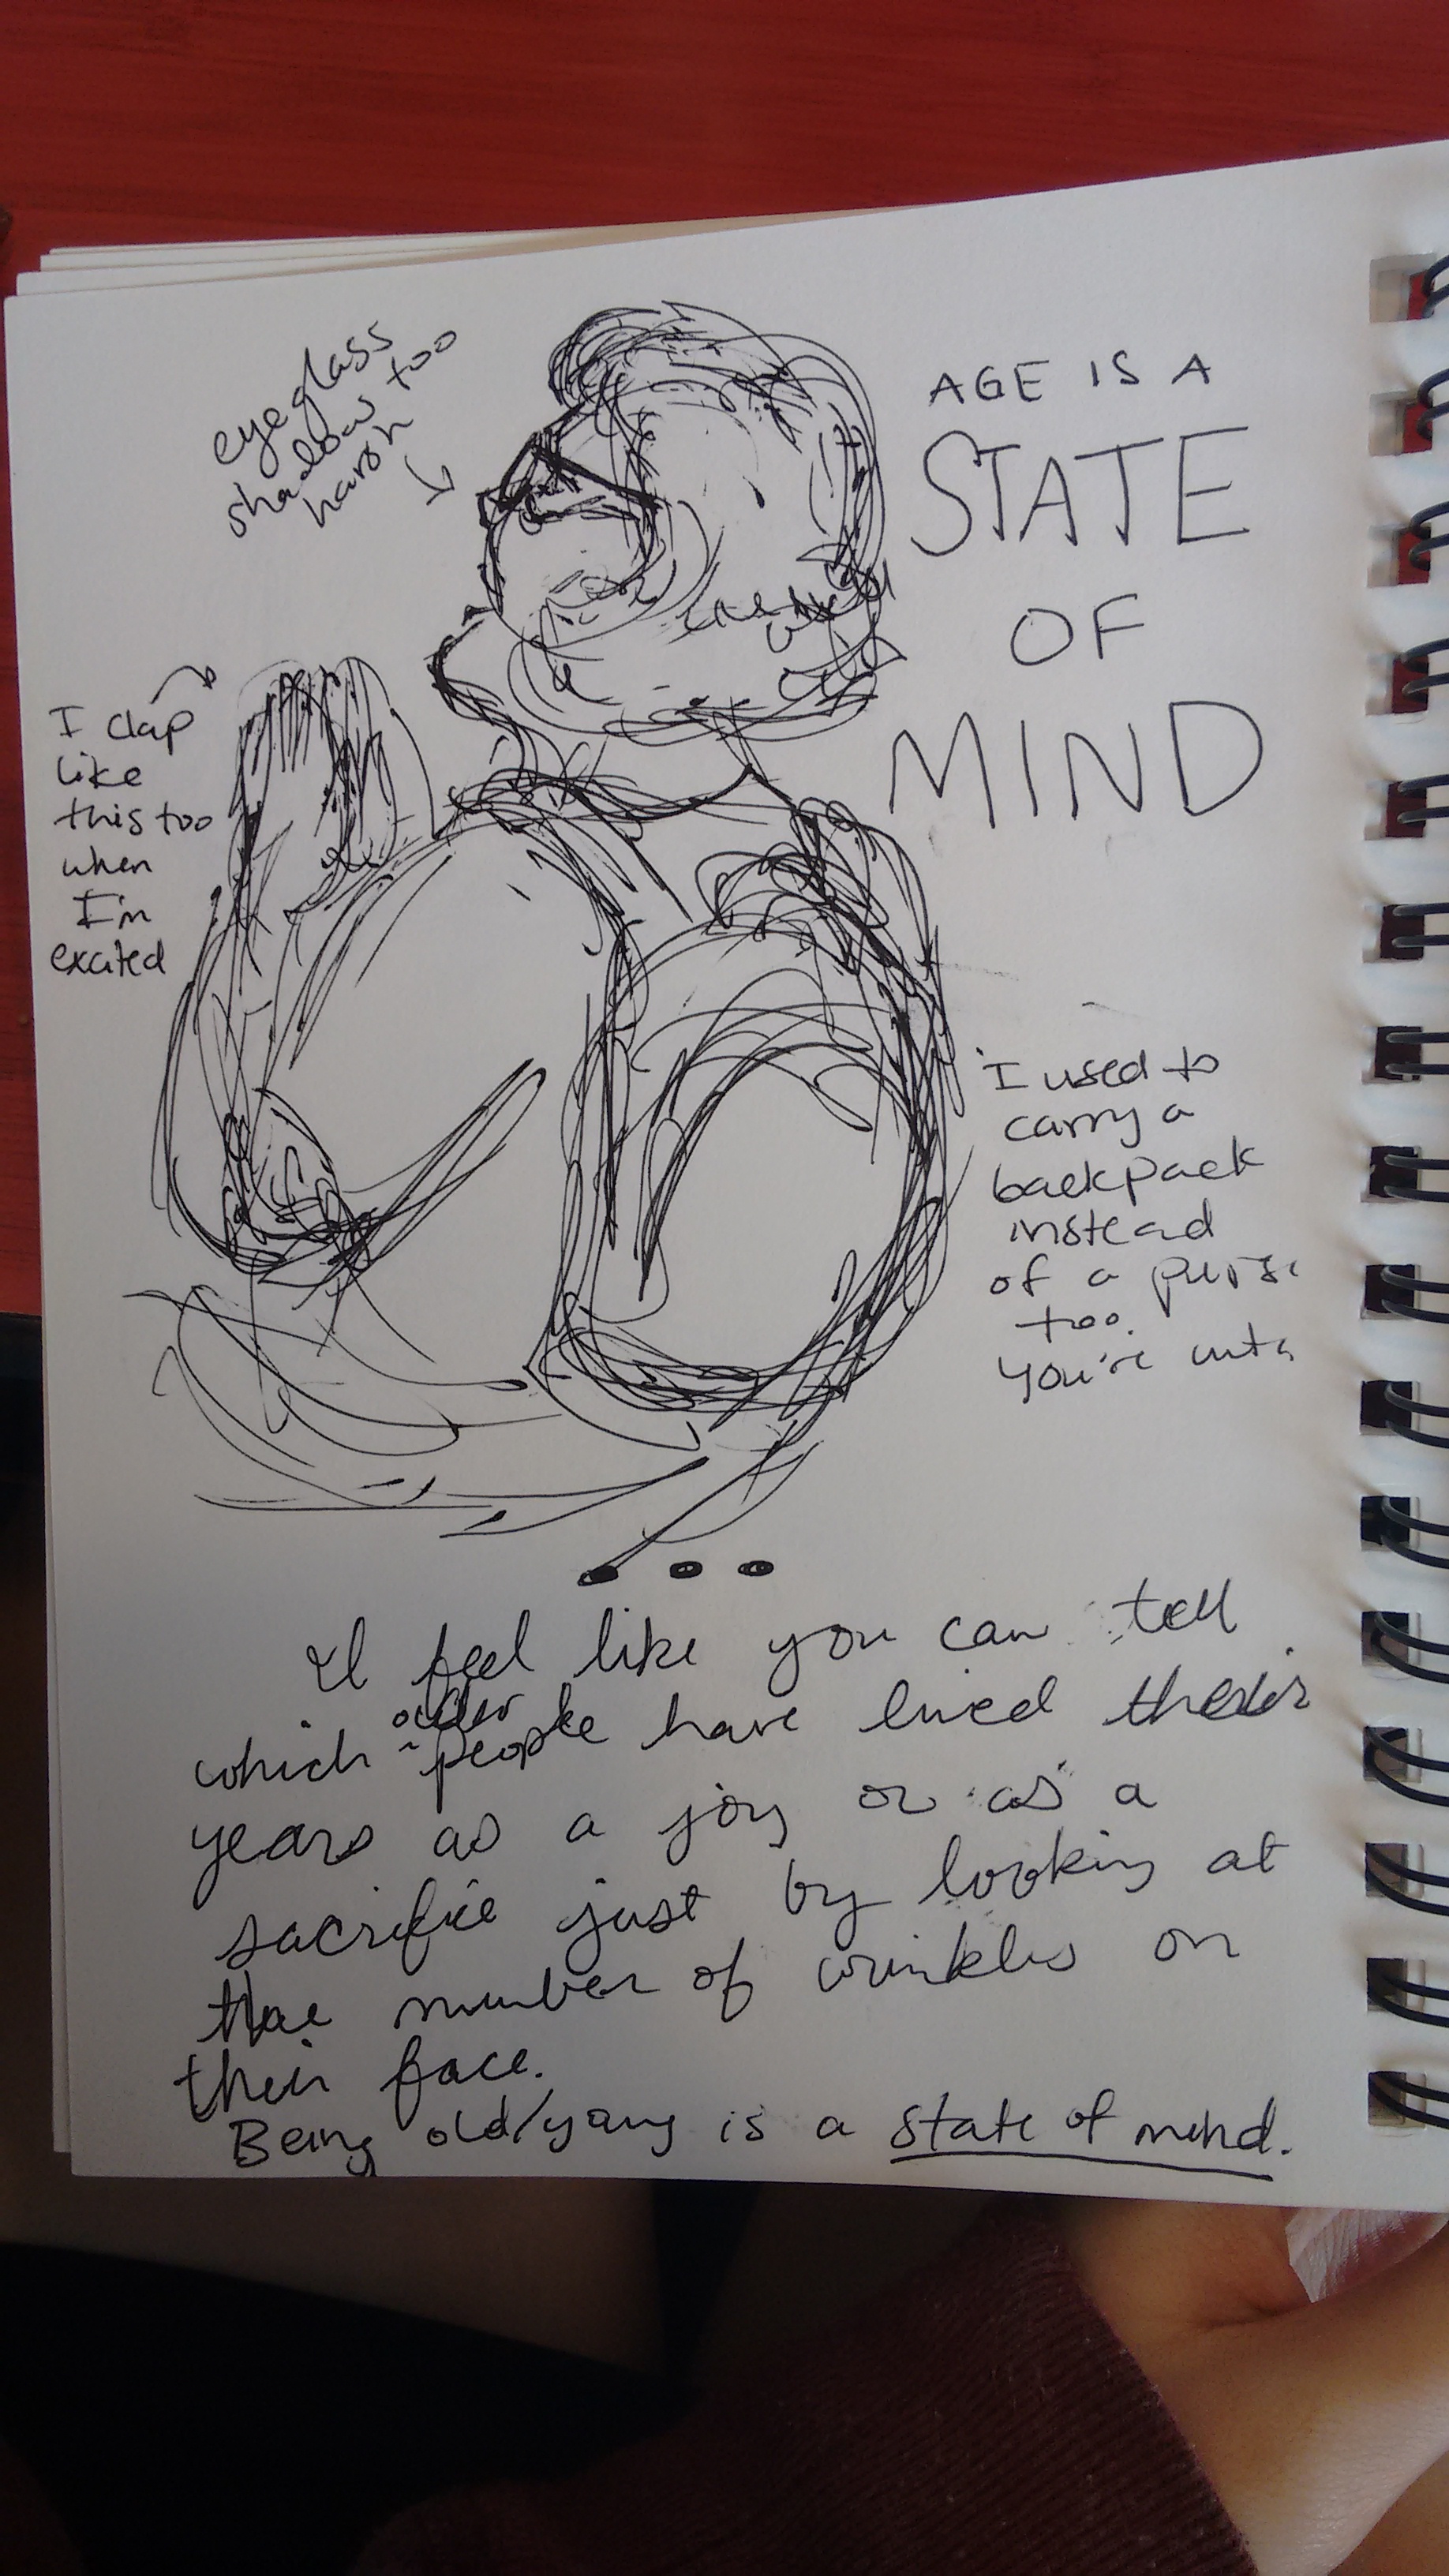 eyeglass
shadow too
harsh
AGE IS A
STATE
OF
MIND
I clap
like
this too
when
I'm
excited
I used to
carry a
backpack
instead
of a purse
too.
you're cute
I feel like you can tell
which older people have lived their
years as a joy or as a
sacrifice just by looking at
the number of wrinkles on
their face.
Being old/young is a state of mind.